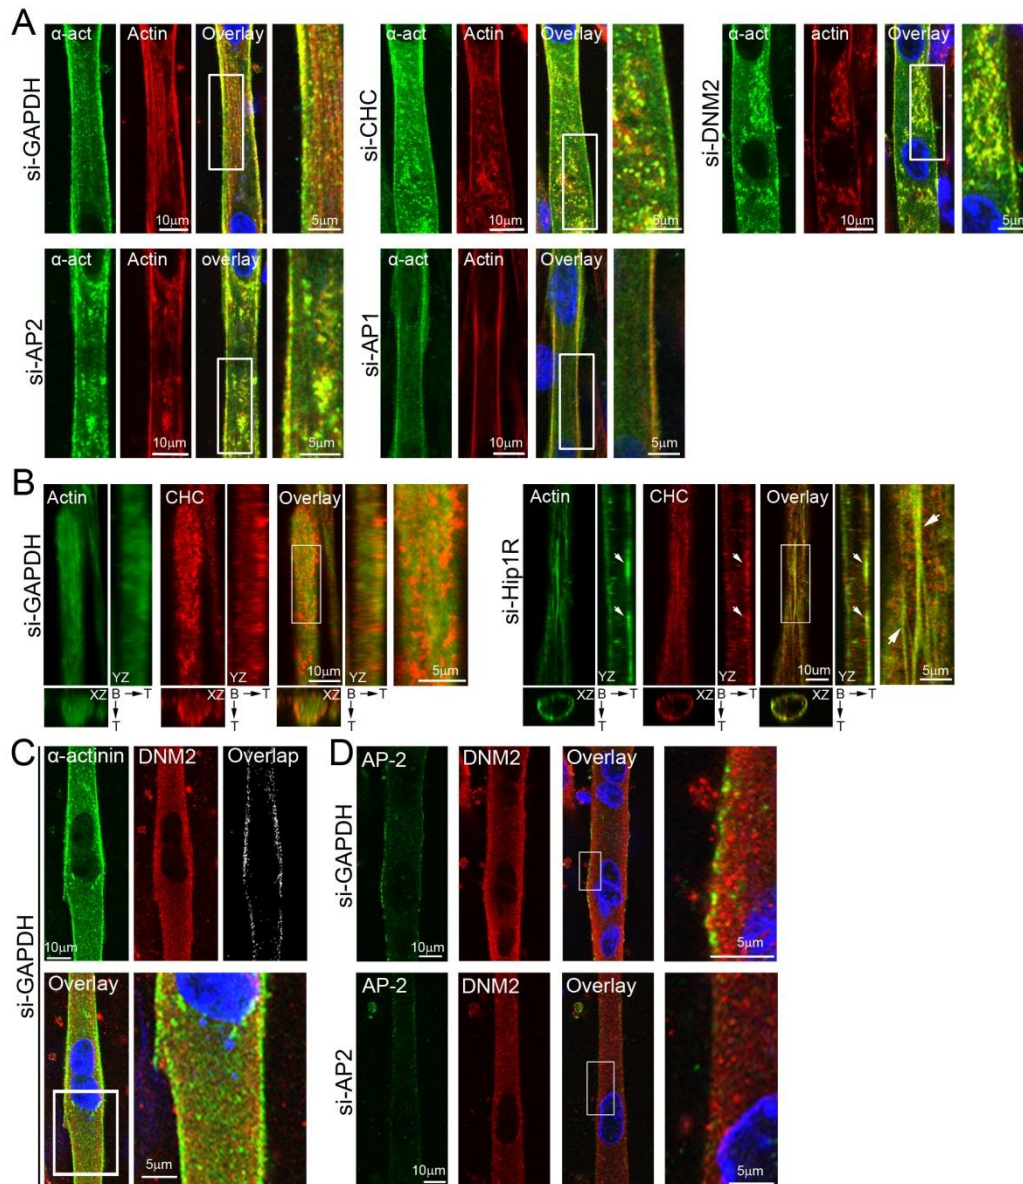 A
si-GAPDH
α-act Actin Overlay
10μm 5μm
si-CHC
α-act Actin Overlay
10μm 5μm
si-DNM2
α-act actin Overlay
10μm 5μm
si-AP2
α-act Actin overlay
10μm 5μm
si-AP1
α-act Actin Overlay
10μm 5μm
B
si-GAPDH
Actin CHC Overlay
YZ YZ 10μm YZ 5μm
XZ B→T XZ B→T XZ B→T
T T T
si-Hip1R
Actin CHC Overlay
YZ YZ 10um YZ 5μm
XZ B→T XZ B→T XZ B→T
T T T
C
si-GAPDH
α-actinin DNM2 Overlap
10μm
Overlay
5μm
D
si-GAPDH
AP-2 DNM2 Overlay
10μm 5μm
si-AP2
AP-2 DNM2 Overlay
10μm 5μm